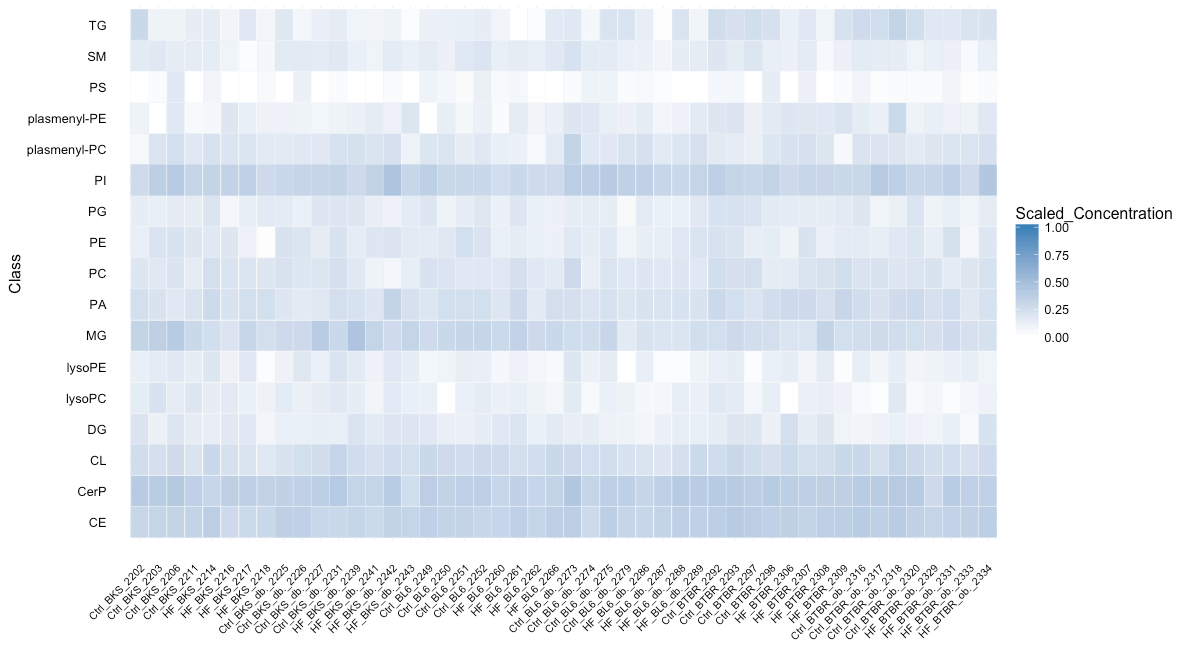 TG
SM
PS
plasmenyl-PE
plasmenyl-PC
PI
PG
PE
PC
PA
MG
lysoPE
lysoPC
DG
CL
CerP
CE
Class
Scaled_Concentration
1.00
0.75
0.50
0.25
0.00
Ctrl_BKS_2202
Ctrl_BKS_2203
Ctrl_BKS_2206
Ctrl_BKS_2211
HF_BKS_2214
HF_BKS_2216
HF_BKS_2217
HF_BKS_2218
Ctrl_BKS_db_2225
Ctrl_BKS_db_2226
Ctrl_BKS_db_2227
Ctrl_BKS_db_2231
HF_BKS_db_2239
HF_BKS_db_2241
HF_BKS_db_2242
HF_BKS_db_2243
Ctrl_BL6_2249
Ctrl_BL6_2250
Ctrl_BL6_2251
Ctrl_BL6_2252
HF_BL6_2260
HF_BL6_2261
HF_BL6_2262
HF_BL6_2266
Ctrl_BL6_db_2273
Ctrl_BL6_db_2274
Ctrl_BL6_db_2275
Ctrl_BL6_db_2279
HF_BL6_db_2286
HF_BL6_db_2287
HF_BL6_db_2288
HF_BL6_db_2289
Ctrl_BTBR_2292
Ctrl_BTBR_2293
Ctrl_BTBR_2297
Ctrl_BTBR_2298
HF_BTBR_2306
HF_BTBR_2307
HF_BTBR_2308
HF_BTBR_2309
Ctrl_BTBR_ob_2316
Ctrl_BTBR_ob_2317
Ctrl_BTBR_ob_2318
Ctrl_BTBR_ob_2320
HF_BTBR_ob_2329
HF_BTBR_ob_2331
HF_BTBR_ob_2333
HF_BTBR_ob_2334